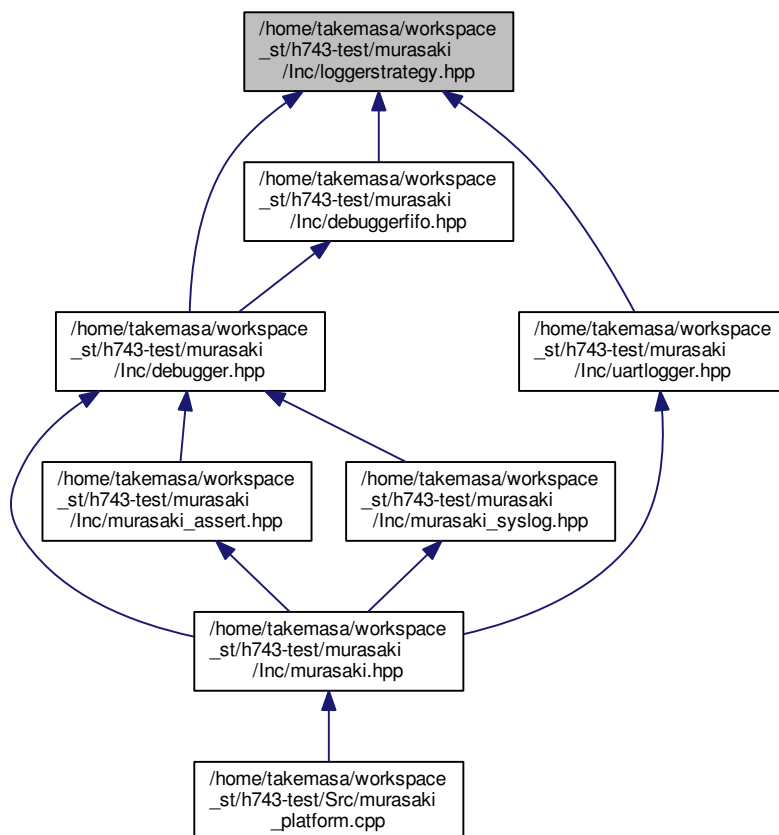 /home/takemasa/workspace
_st/h743-test/murasaki
/Inc/loggerstrategy.hpp
/home/takemasa/workspace
_st/h743-test/murasaki
/Inc/debuggerfifo.hpp
/home/takemasa/workspace
_st/h743-test/murasaki
/Inc/debugger.hpp
/home/takemasa/workspace
_st/h743-test/murasaki
/Inc/uartlogger.hpp
/home/takemasa/workspace
_st/h743-test/murasaki
/Inc/murasaki_assert.hpp
/home/takemasa/workspace
_st/h743-test/murasaki
/Inc/murasaki_syslog.hpp
/home/takemasa/workspace
_st/h743-test/murasaki
/Inc/murasaki.hpp
/home/takemasa/workspace
_st/h743-test/Src/murasaki
_platform.cpp